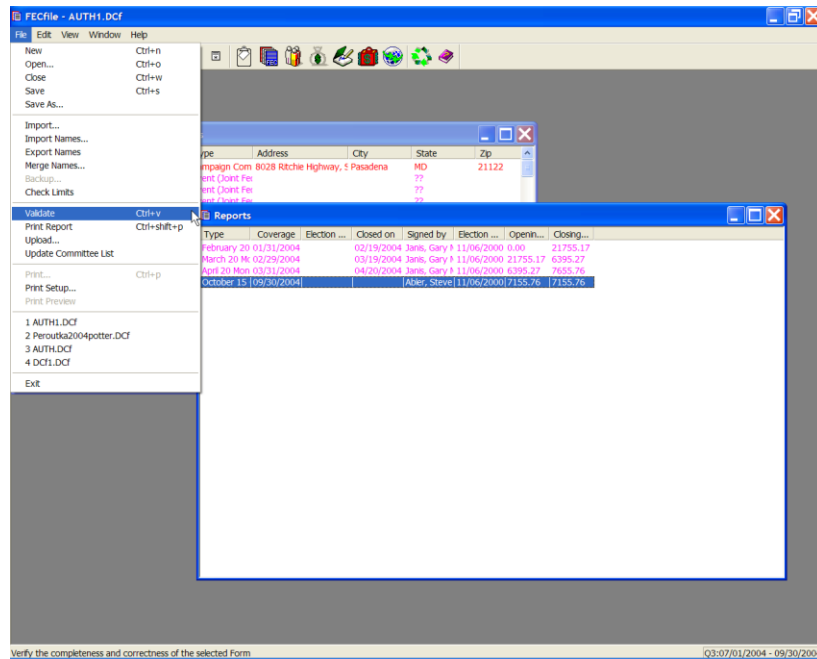 FECfile - AUTH1.DCf
File Edit View Window Help
New Ctrl+n
Open... Ctrl+o
Close Ctrl+w
Save Ctrl+s
Save As...
Import...
Import Names...
Export Names
Merge Names...
Backup...
Check Limits
Validate Ctrl+v
Print Report Ctrl+shift+p
Upload...
Update Committee List
Print... Ctrl+p
Print Setup...
Print Preview
1 AUTH1.DCf
2 Peroutka2004potter.DCf
3 AUTH.DCf
4 DCf1.DCf
Exit
ype Address City State Zip
mpaign Com 8028 Ritchie Highway, S Pasadena MD 21122
ent (Joint Fe ??
ent (Joint Fe ??
??
Reports
Type Coverage Election ... Closed on Signed by Election ... Openin... Closing...
February 20 01/31/2004 02/19/2004 Janis, Gary 11/06/2000 0.00 21755.17
March 20 Mo 02/29/2004 03/19/2004 Janis, Gary 11/06/2000 21755.17 6395.27
April 20 Mon 03/31/2004 04/20/2004 Janis, Gary 11/06/2000 6395.27 7655.76
October 15 09/30/2004 Abler, Steve 11/06/2000 7155.76 7155.76
Verify the completeness and correctness of the selected Form
Q3:07/01/2004 - 09/30/200